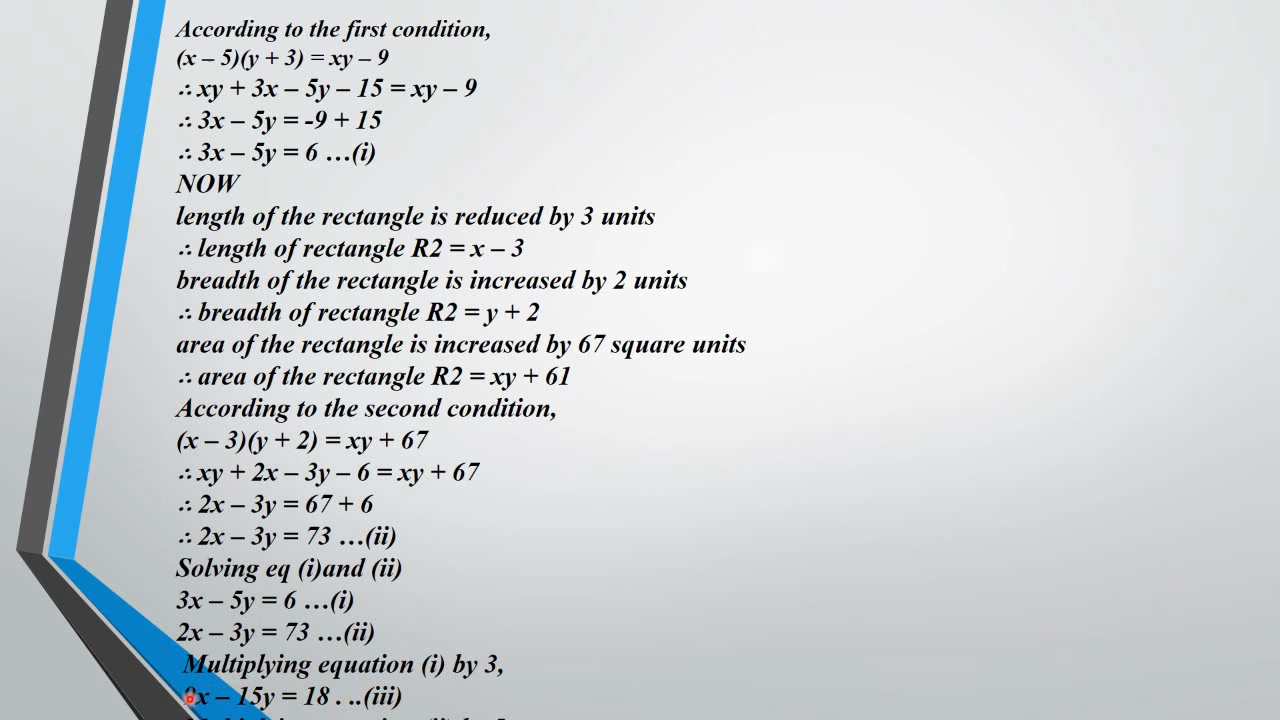 According to the first condition,
(x – 5)(y + 3) = xy – 9
∴ xy + 3x – 5y – 15 = xy – 9
∴ 3x – 5y = -9 + 15
∴ 3x – 5y = 6 …(i)
NOW
length of the rectangle is reduced by 3 units
∴ length of rectangle R2 = x – 3
breadth of the rectangle is increased by 2 units
∴ breadth of rectangle R2 = y + 2
area of the rectangle is increased by 67 square units
∴ area of the rectangle R2 = xy + 61
According to the second condition,
(x – 3)(y + 2) = xy + 67
∴ xy + 2x – 3y – 6 = xy + 67
∴ 2x – 3y = 67 + 6
∴ 2x – 3y = 73 …(ii)
Solving eq (i)and (ii)
3x – 5y = 6 …(i)
2x – 3y = 73 …(ii)
Multiplying equation (i) by 3,
9x – 15y = 18 . ..(iii)